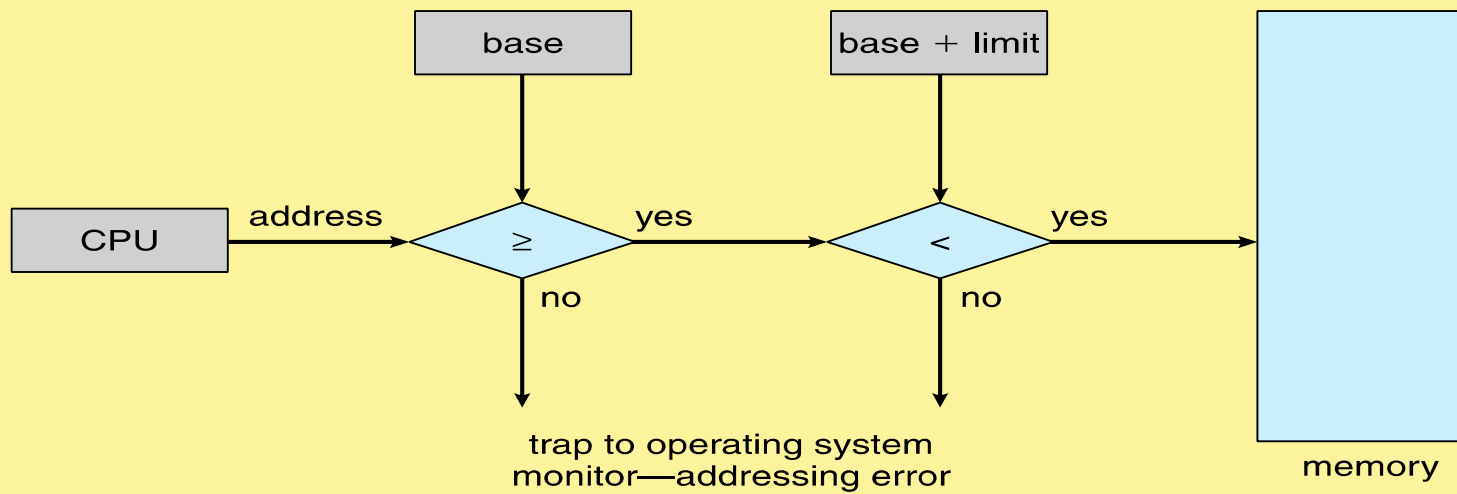 base
base + limit
CPU
address
≥
yes
<
yes
no
no
trap to operating system
monitor—addressing error
memory